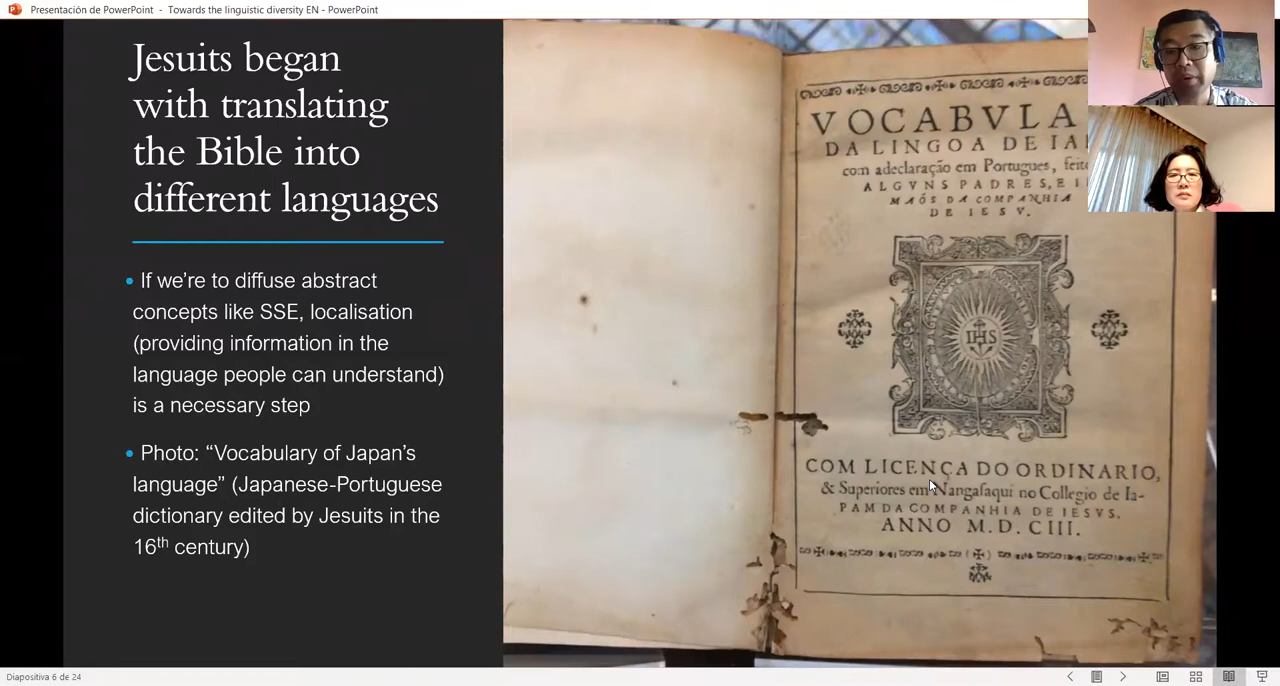 Presentación de PowerPoint - Towards the linguistic diversity EN - PowerPoint
Jesuits began
with translating
the Bible into
different languages
• If we're to diffuse abstract
concepts like SSE, localisation
(providing information in the
language people can understand)
is a necessary step
• Photo: “Vocabulary of Japan's
language” (Japanese-Portuguese
dictionary edited by Jesuits in the
16th century)
VOCABVLA
DA LINGOA DE IA
com adeclaração em Portugues, feito
ALGVNS PADRES, E I
MAÕS DA COMPANHIA
DE IESV.
IHS
COM LICENÇA DO ORDINARIO,
& Superiores em Nangasaqui no Collegio de Ia-
PAM DA COMPANHIA DE IESVS.
ANNO M.D.CIII.
Diapositiva 6 de 24